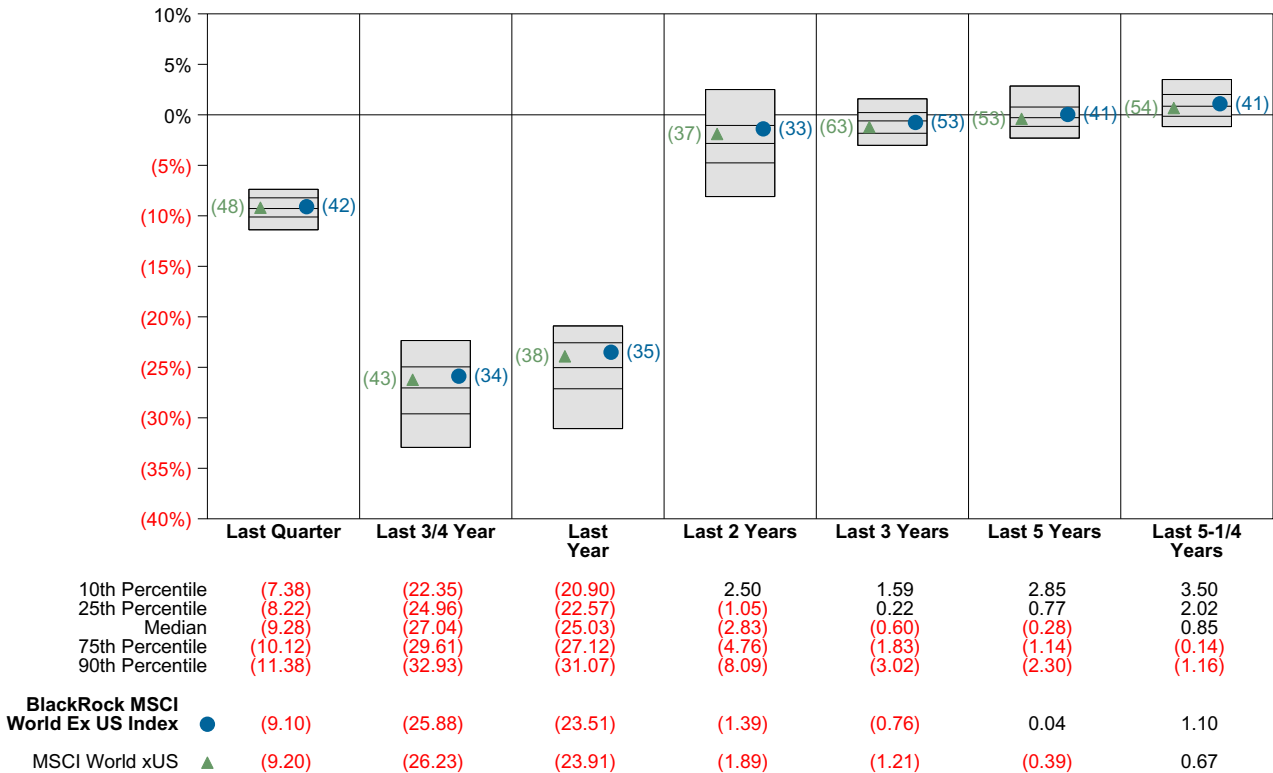 10%
5%
0%
(5%)
(10%)
(15%)
(20%)
(25%)
(30%)
(35%)
(40%)
(48) (42)
(43) (34)
(38) (35)
(37) (33)
(63) (53)
(53) (41)
(54) (41)
Last Quarter Last 3/4 Year Last Year Last 2 Years Last 3 Years Last 5 Years Last 5-1/4 Years
10th Percentile (7.38) (22.35) (20.90) 2.50 1.59 2.85 3.50
25th Percentile (8.22) (24.96) (22.57) (1.05) 0.22 0.77 2.02
Median (9.28) (27.04) (25.03) (2.83) (0.60) (0.28) 0.85
75th Percentile (10.12) (29.61) (27.12) (4.76) (1.83) (1.14) (0.14)
90th Percentile (11.38) (32.93) (31.07) (8.09) (3.02) (2.30) (1.16)
BlackRock MSCI
World Ex US Index (9.10) (25.88) (23.51) (1.39) (0.76) 0.04 1.10
MSCI World xUS (9.20) (26.23) (23.91) (1.89) (1.21) (0.39) 0.67